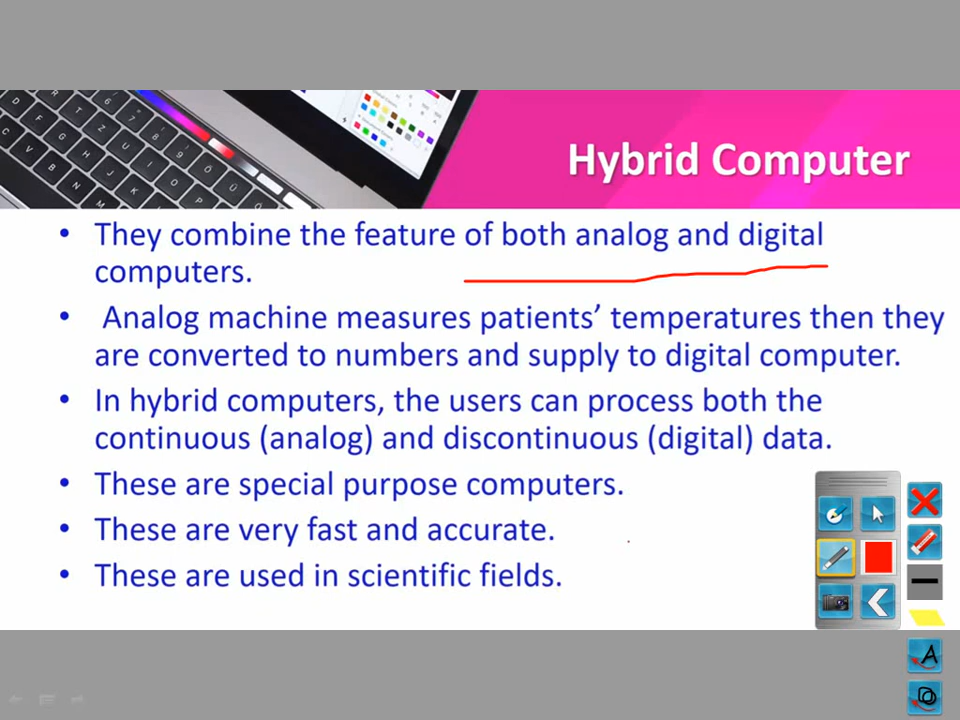 Hybrid Computer
• They combine the feature of both analog and digital
computers.
• Analog machine measures patients’ temperatures then they
are converted to numbers and supply to digital computer.
• In hybrid computers, the users can process both the
continuous (analog) and discontinuous (digital) data.
• These are special purpose computers.
• These are very fast and accurate.
• These are used in scientific fields.